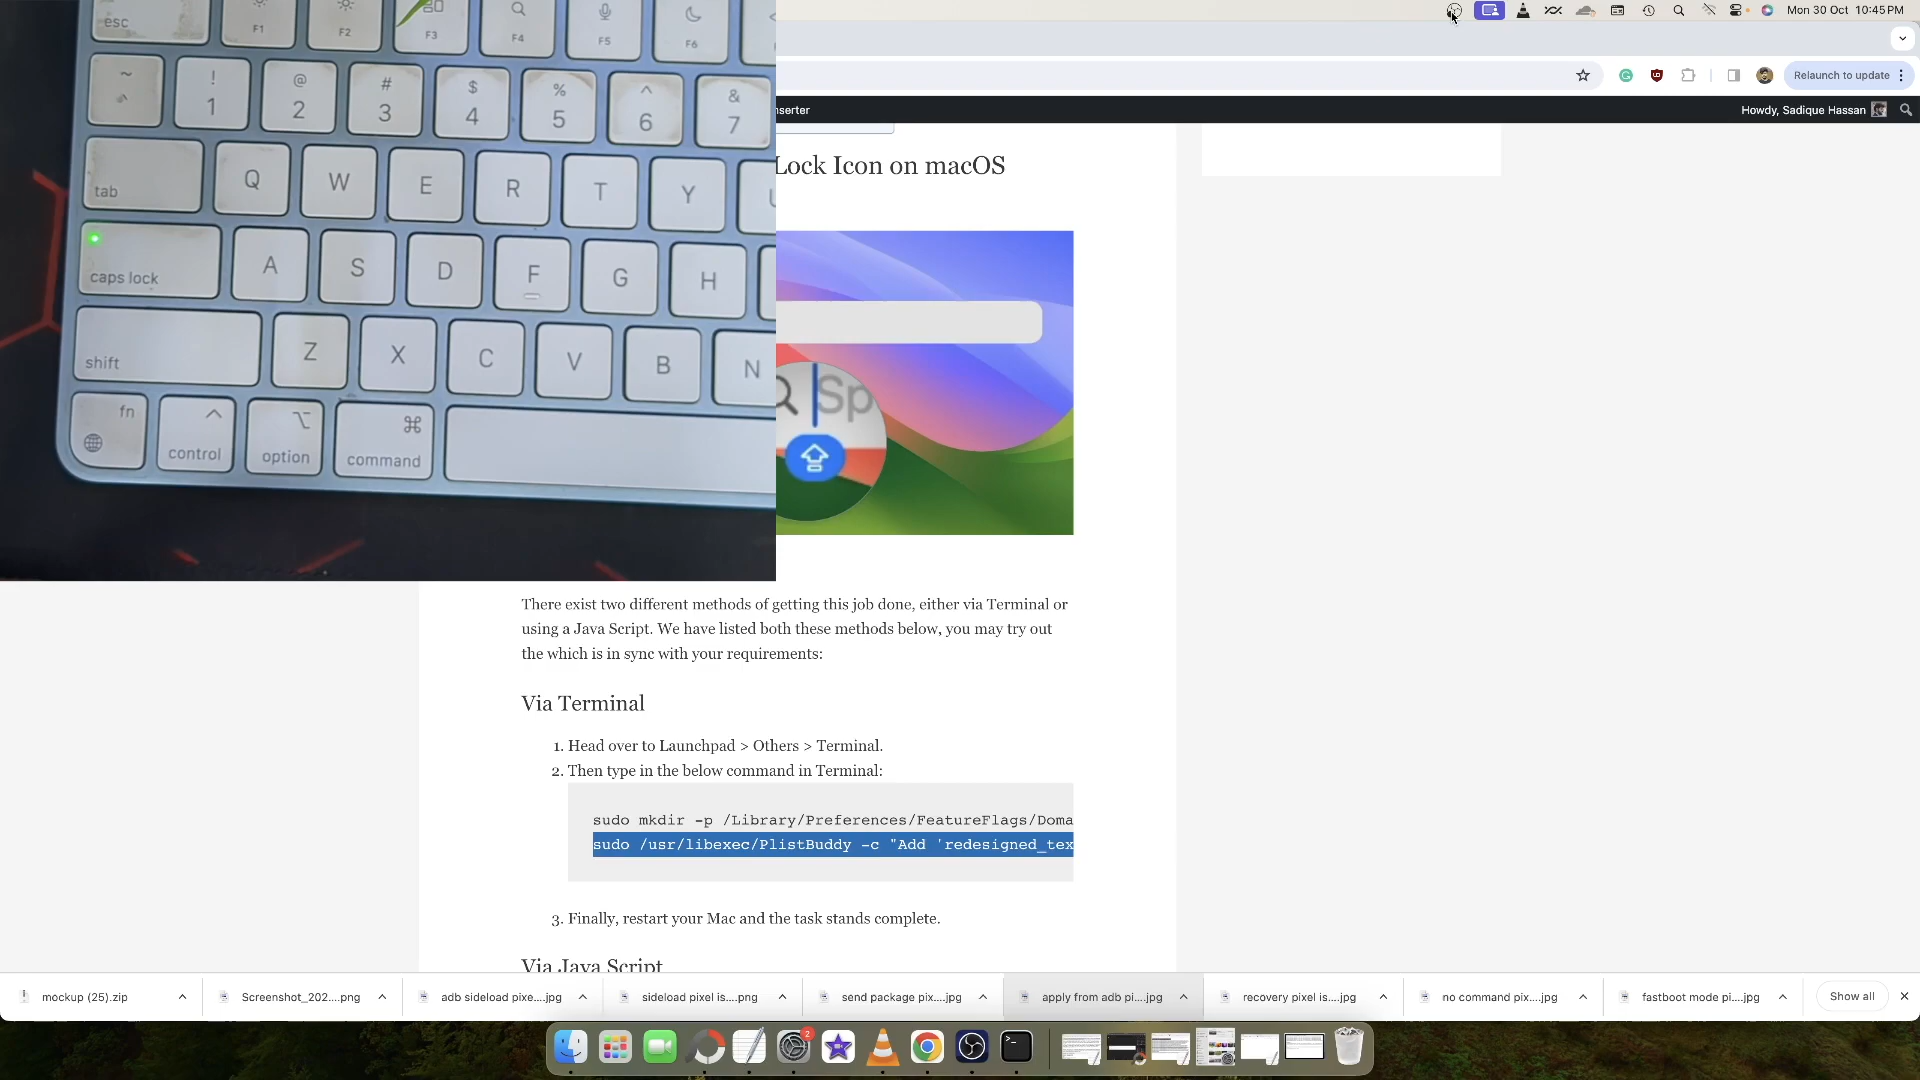 Mon 30 Oct 10:45 PM
esc
F1
F2
F3
F4
F5
F6
~
! 1
@ 2
# 3
$ 4
% 5
^ 6
& 7
tab
Q
W
E
R
T
Y
caps lock
A
S
D
F
G
H
shift
Z
X
C
V
B
N
fn
control
option
⌘
command
Relaunch to update
nserter
Howdy, Sadique Hassan
Lock Icon on macOS
Sp
There exist two different methods of getting this job done, either via Terminal or
using a Java Script. We have listed both these methods below, you may try out
the which is in sync with your requirements:
Via Terminal
1. Head over to Launchpad > Others > Terminal.
2. Then type in the below command in Terminal:
sudo mkdir -p /Library/Preferences/FeatureFlags/Doma
sudo /usr/libexec/PlistBuddy -c "Add 'redesigned_tex
3. Finally, restart your Mac and the task stands complete.
Via Java Script
mockup (25).zip
Screenshot_202....png
adb sideload pixe....jpg
sideload pixel is....png
send package pix....jpg
apply from adb pi....jpg
recovery pixel is....jpg
no command pix....jpg
fastboot mode pi....jpg
Show all
2